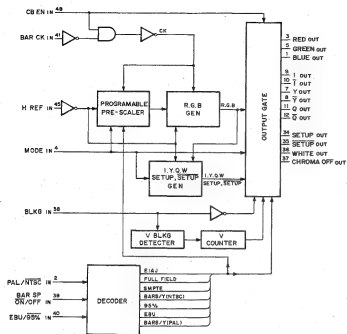 CB EN IN 48
BAR CK IN 41
CK
3 RED OUT
5 GREEN OUT
1 BLUE OUT
H REF IN 45
PROGRAMABLE
PRE-SCALER
R.G.B
GEN
R.G.B
OUTPUT GATE
9 I OUT
10 I OUT
7 Y OUT
8 Y OUT
11 Q OUT
12 Q OUT
MODE IN 4
I.Y.Q.W
SETUP, SETUP
GEN
I.Y.Q.W
SETUP, SETUP
34 SETUP OUT
35 SETUP OUT
36 WHITE OUT
37 CHROMA OFF OUT
BLKG IN 38
V BLKG
DETECTER
V
COUNTER
PAL/NTSC IN 2
BAR SP
ON/OFF IN 39
EBU/95% IN 40
DECODER
EIAJ
FULL FIELD
SMPTE
BARS/Y(NTSC)
95%
EBU
BARS/Y(PAL)